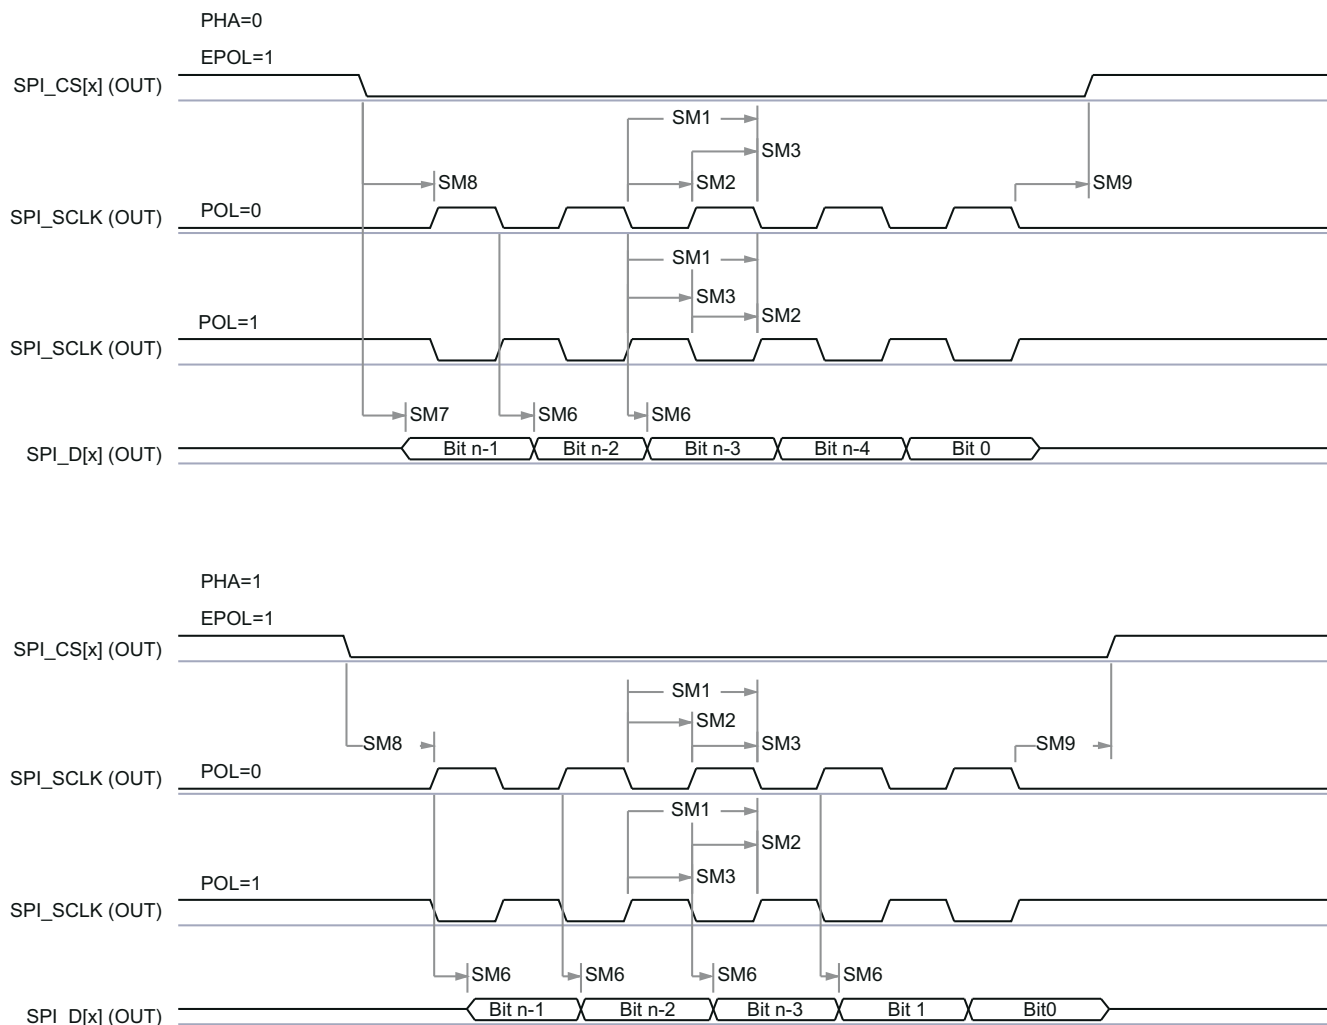 PHA=0
EPOL=1
SPI_CS[x] (OUT)
SM1
SM3
SM8
SM2
SM9
SPI_SCLK (OUT)
POL=0
SM1
SM3
SM2
POL=1
SPI_SCLK (OUT)
SM7
SM6
SM6
SPI_D[x] (OUT)
Bit n-1
Bit n-2
Bit n-3
Bit n-4
Bit 0
PHA=1
EPOL=1
SPI_CS[x] (OUT)
SM1
SM2
SM8
SM3
SM9
SPI_SCLK (OUT)
POL=0
SM1
SM2
SM3
POL=1
SPI_SCLK (OUT)
SM6
SM6
SM6
SM6
SPI_D[x] (OUT)
Bit n-1
Bit n-2
Bit n-3
Bit 1
Bit0